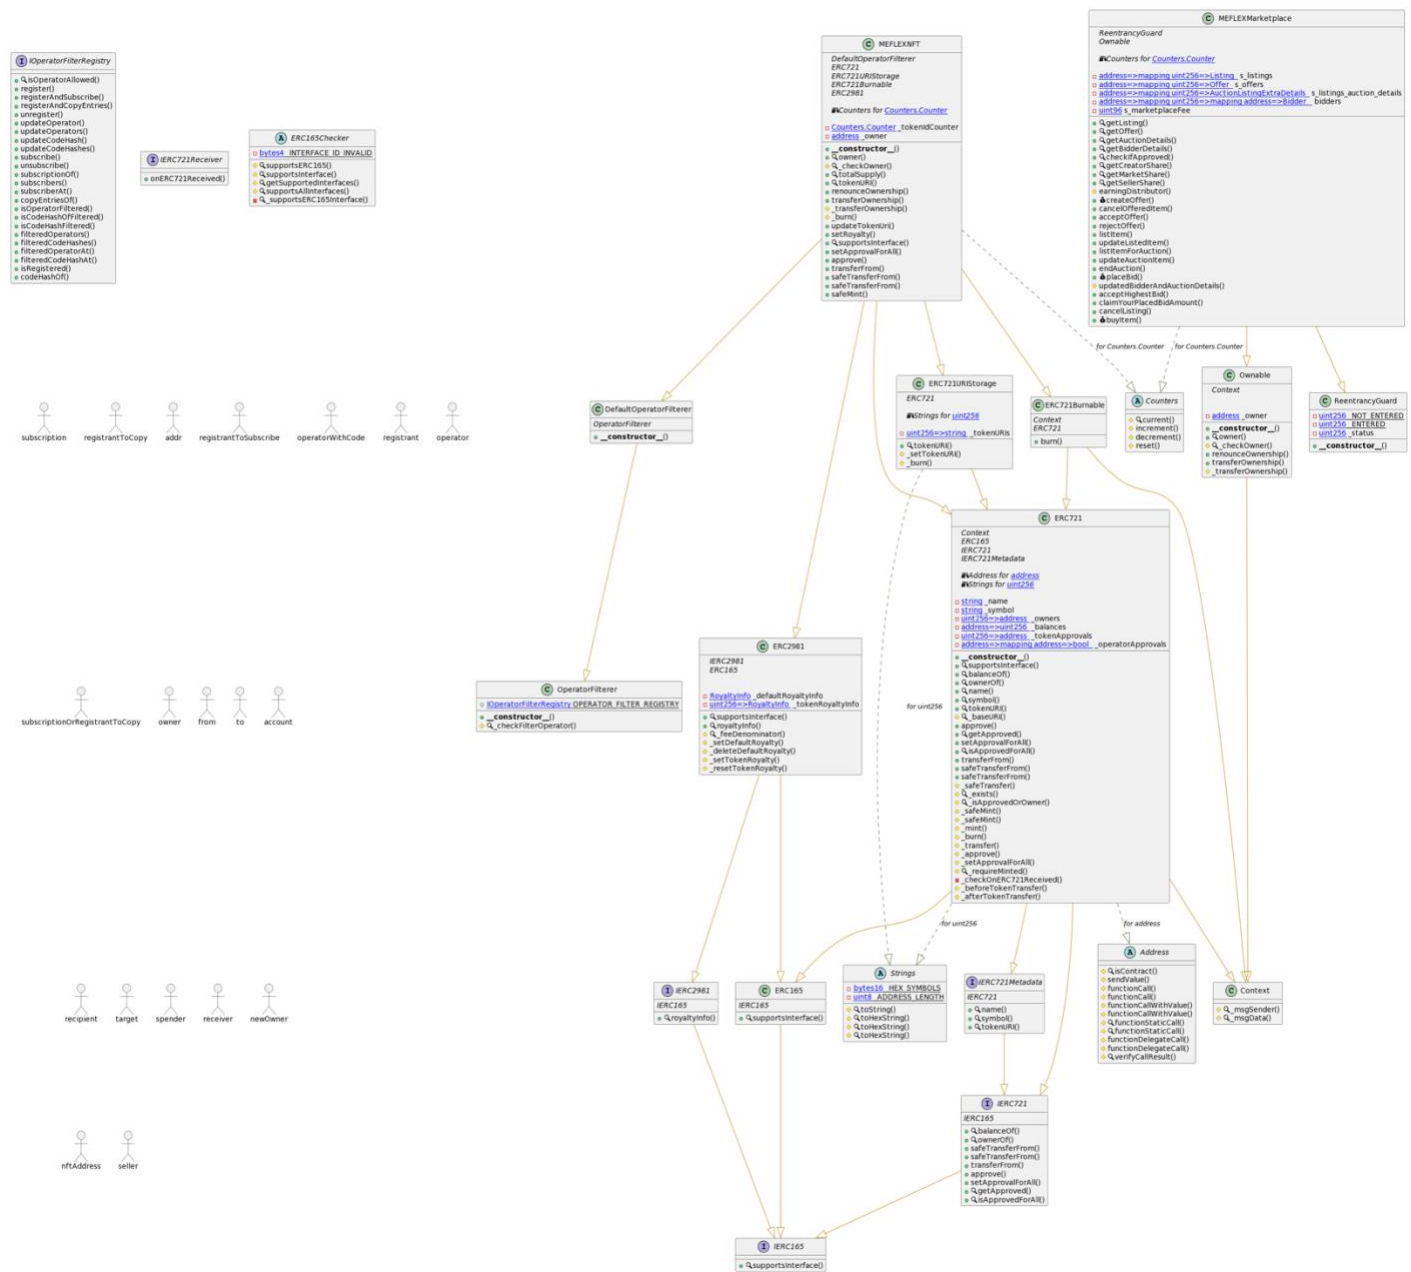 IOperatorFilterRegistry
isOperatorAllowed()
register()
registerAndSubscribe()
registerAndCopyEntries()
unregister()
updateOperator()
updateOperators()
updateCodeHash()
updateCodeHashes()
subscribe()
unsubscribe()
subscriptionOf()
subscribers()
subscriberAt()
copyEntriesOf()
isOperatorFiltered()
isCodeHashOfFiltered()
isCodeHashFiltered()
filteredOperators()
filteredCodeHashes()
filteredOperatorAt()
filteredCodeHashAt()
isRegistered()
codeHashOf()
IERC721Receiver
onERC721Received()
ERC165Checker
bytes4 _INTERFACE_ID_INVALID
supportsERC165()
supportsInterface()
getSupportedInterfaces()
supportsAllInterfaces()
_supportsERC165Interface()
MEFLEXNFT
DefaultOperatorFilterer
ERC721
ERC721URIStorage
ERC721Burnable
ERC2981
Counters for Counters.Counter
Counters.Counter _tokenIdCounter
address _owner
__constructor__()
owner()
_checkOwner()
totalSupply()
tokenURI()
renounceOwnership()
transferOwnership()
_transferOwnership()
_burn()
updateTokenUri()
setRoyalty()
supportsInterface()
setApprovalForAll()
approve()
transferFrom()
safeTransferFrom()
safeTransferFrom()
safeMint()
MEFLEXMarketplace
ReentrancyGuard
Ownable
Counters for Counters.Counter
address=>mapping uint256=>Listing s_listings
address=>mapping uint256=>Offer s_offers
address=>mapping uint256=>AuctionListingExtraDetails s_listings_auction_details
address=>mapping uint256=>mapping address=>Bidder bidders
uint96 s_marketplaceFee
getListing()
getOffer()
getAuctionDetails()
getBidderDetails()
checkIfApproved()
getCreatorShare()
getMarketShare()
getSellerShare()
earningDistributor()
createOffer()
cancelOfferedItem()
acceptOffer()
rejectOffer()
listItem()
updateListedItem()
listItemForAuction()
updateAuctionItem()
endAuction()
placeBid()
updatedBidderAndAuctionDetails()
acceptHighestBid()
claimYourPlacedBidAmount()
cancelListing()
buyItem()
for Counters.Counter
for Counters.Counter
subscription
registrantToCopy
addr
registrantToSubscribe
operatorWithCode
registrant
operator
DefaultOperatorFilterer
OperatorFilterer
__constructor__()
ERC721URIStorage
ERC721
Strings for uint256
uint256=>string _tokenURIs
tokenURI()
_setTokenURI()
_burn()
ERC721Burnable
Context
ERC721
burn()
Counters
current()
increment()
decrement()
reset()
Ownable
Context
address _owner
__constructor__()
owner()
_checkOwner()
renounceOwnership()
transferOwnership()
_transferOwnership()
ReentrancyGuard
uint256 _NOT_ENTERED
uint256 _ENTERED
uint256 _status
__constructor__()
ERC721
Context
ERC165
IERC721
IERC721Metadata
Address for address
Strings for uint256
string _name
string _symbol
uint256=>address _owners
address=>uint256 _balances
uint256=>address _tokenApprovals
address=>mapping address=>bool _operatorApprovals
__constructor__()
supportsInterface()
balanceOf()
ownerOf()
name()
symbol()
tokenURI()
_baseURI()
approve()
getApproved()
setApprovalForAll()
isApprovedForAll()
transferFrom()
safeTransferFrom()
safeTransferFrom()
_safeTransfer()
_exists()
_isApprovedOrOwner()
_safeMint()
_safeMint()
_mint()
_burn()
_transfer()
_approve()
_setApprovalForAll()
_requireMinted()
_checkOnERC721Received()
_beforeTokenTransfer()
_afterTokenTransfer()
subscriptionOrRegistrantToCopy
owner
from
to
account
OperatorFilterer
IOperatorFilterRegistry OPERATOR_FILTER_REGISTRY
__constructor__()
_checkFilterOperator()
ERC2981
IERC2981
ERC165
RoyaltyInfo _defaultRoyaltyInfo
uint256=>RoyaltyInfo _tokenRoyaltyInfo
supportsInterface()
royaltyInfo()
_feeDenominator()
_setDefaultRoyalty()
_deleteDefaultRoyalty()
_setTokenRoyalty()
_resetTokenRoyalty()
for uint256
for uint256
for address
recipient
target
spender
receiver
newOwner
IERC2981
IERC165
royaltyInfo()
ERC165
IERC165
supportsInterface()
Strings
bytes16 _HEX_SYMBOLS
uint8 _ADDRESS_LENGTH
toString()
toHexString()
toHexString()
toHexString()
IERC721Metadata
IERC721
name()
symbol()
tokenURI()
Address
isContract()
sendValue()
functionCall()
functionCall()
functionCallWithValue()
functionCallWithValue()
functionStaticCall()
functionStaticCall()
functionDelegateCall()
functionDelegateCall()
verifyCallResult()
Context
_msgSender()
_msgData()
nftAddress
seller
IERC721
IERC165
balanceOf()
ownerOf()
safeTransferFrom()
safeTransferFrom()
transferFrom()
approve()
setApprovalForAll()
getApproved()
isApprovedForAll()
IERC165
supportsInterface()